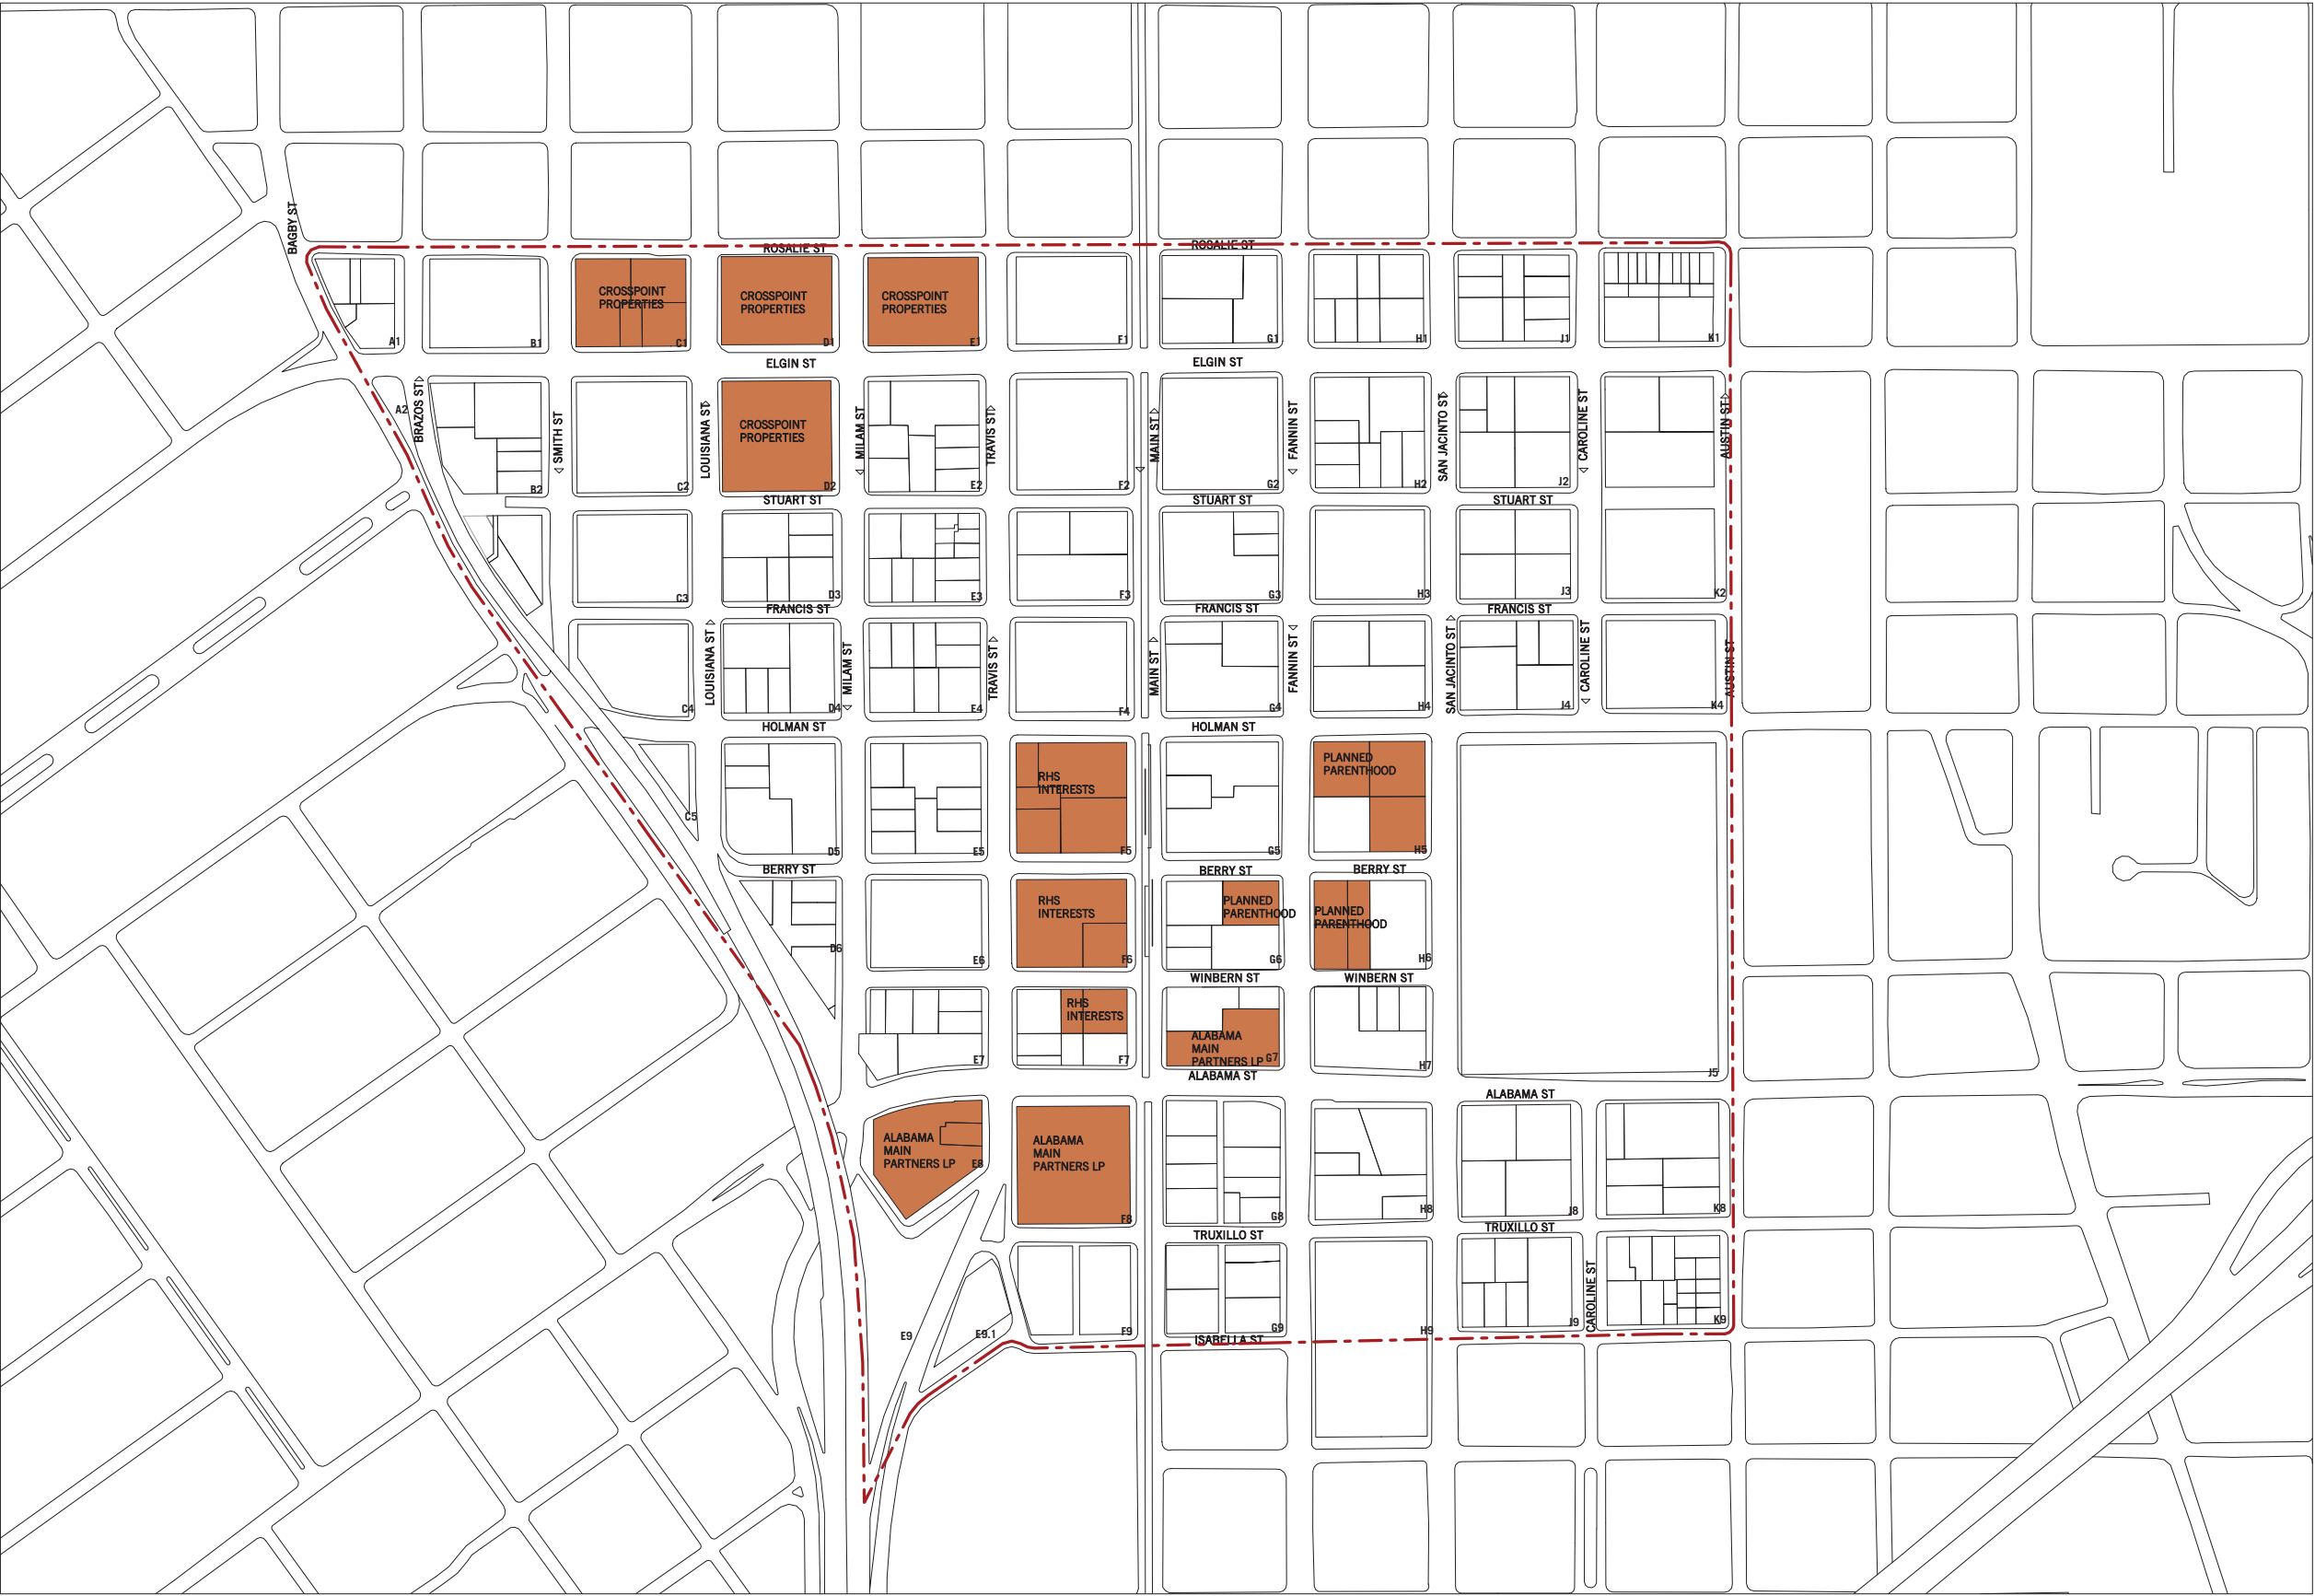 BAGBY ST
ROSALIE ST
ROSALIE ST
CROSSPOINT
PROPERTIES
CROSSPOINT
PROPERTIES
CROSSPOINT
PROPERTIES
A1
B1
C1
D1
E1
F1
G1
H1
J1
K1
ELGIN ST
ELGIN ST
A2
BRAZOS ST
SMITH ST
LOUISIANA ST
CROSSPOINT
PROPERTIES
MILAM ST
TRAVIS ST
MAIN ST
FANNIN ST
SAN JACINTO ST
CAROLINE ST
AUSTIN ST
B2
C2
D2
E2
F2
G2
H2
J2
STUART ST
STUART ST
STUART ST
C3
D3
E3
F3
G3
H3
J3
K2
FRANCIS ST
FRANCIS ST
FRANCIS ST
LOUISIANA ST
MILAM ST
TRAVIS ST
MAIN ST
FANNIN ST
SAN JACINTO ST
CAROLINE ST
AUSTIN ST
C4
D4
E4
F4
G4
H4
J4
K4
HOLMAN ST
HOLMAN ST
RHS
INTERESTS
PLANNED
PARENTHOOD
C5
D5
E5
F5
G5
H5
BERRY ST
BERRY ST
BERRY ST
RHS
INTERESTS
PLANNED
PARENTHOOD
PLANNED
PARENTHOOD
D6
E6
F6
G6
H6
WINBERN ST
WINBERN ST
RHS
INTERESTS
ALABAMA
MAIN
PARTNERS LP
E7
F7
G7
H7
J5
ALABAMA ST
ALABAMA ST
ALABAMA
MAIN
PARTNERS LP
ALABAMA
MAIN
PARTNERS LP
E8
F8
G8
H8
J8
K8
TRUXILLO ST
TRUXILLO ST
CAROLINE ST
E9
E9.1
F9
G9
H9
J9
K9
ISABELLA ST